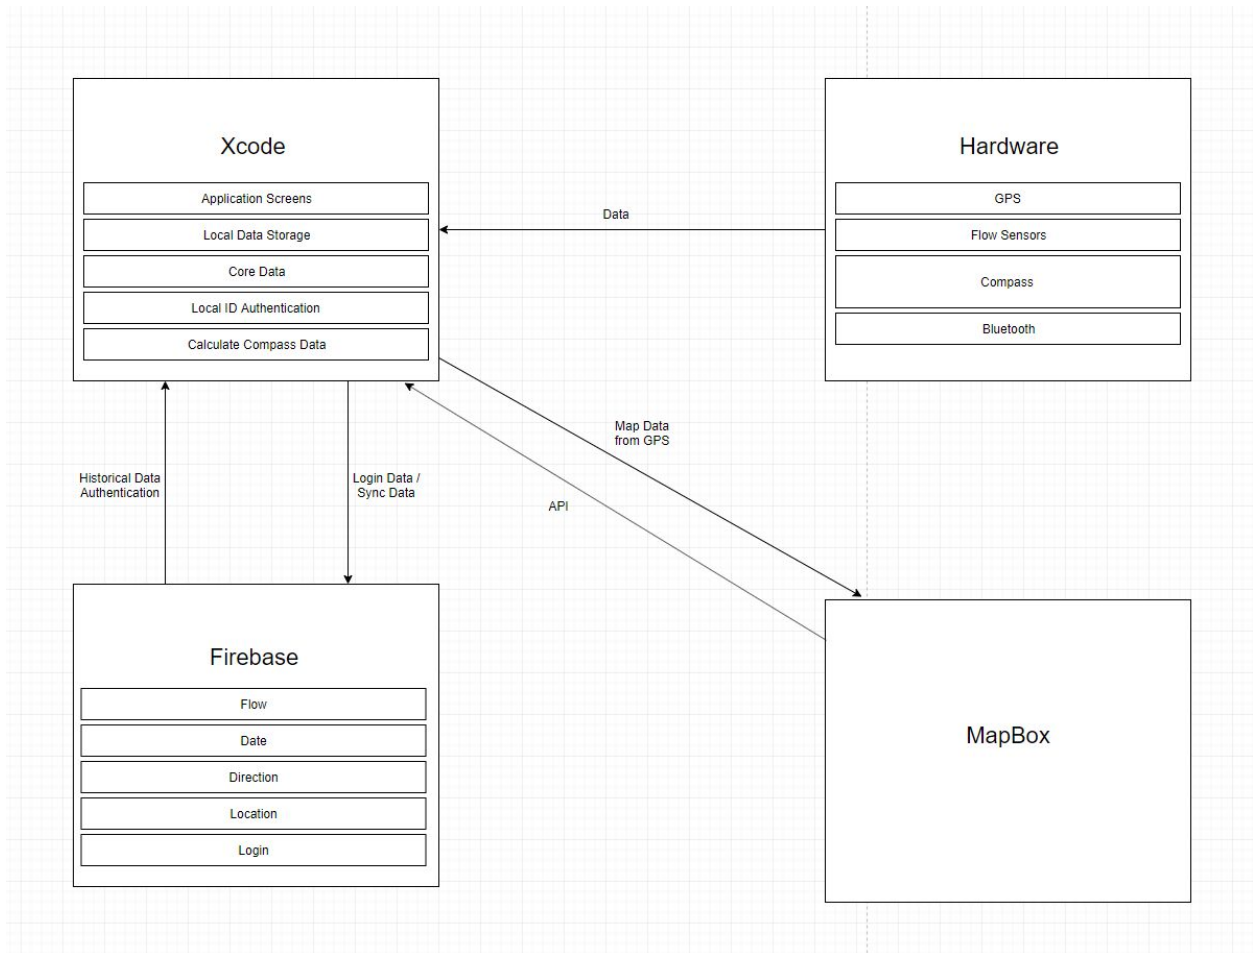 Xcode
Application Screens
Local Data Storage
Core Data
Local ID Authentication
Calculate Compass Data
Data
Hardware
GPS
Flow Sensors
Compass
Bluetooth
Map Data
from GPS
API
Historical Data
Authentication
Login Data /
Sync Data
Firebase
Flow
Date
Direction
Location
Login
MapBox